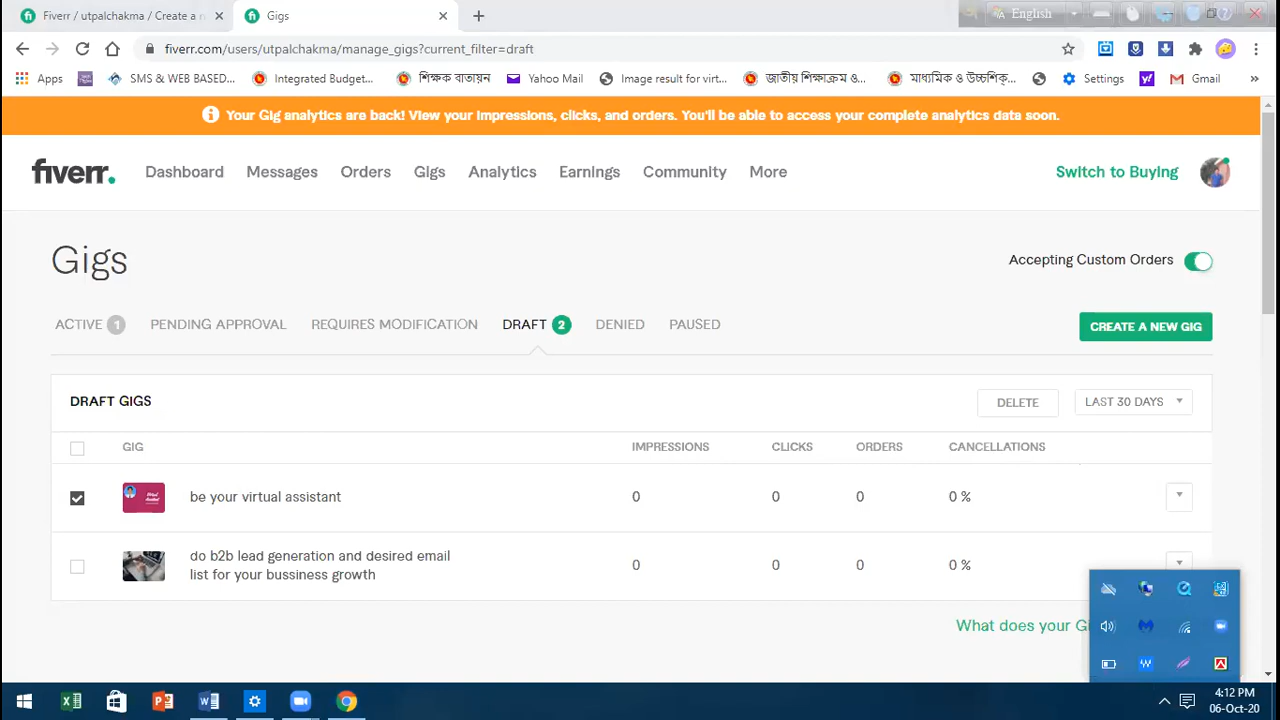 Fiverr / utpalchakma / Create a
Gigs
English
fiverr.com/users/utpalchakma/manage_gigs?current_filter=draft
Apps
SMS & WEB BASED...
Integrated Budget...
শিক্ষক বাতায়ন
Yahoo Mail
Image result for virt...
জাতীয় শিক্ষাক্রম ও...
মাধ্যমিক ও উচ্চশিক্...
Settings
Gmail
Your Gig analytics are back! View your impressions, clicks, and orders. You'll be able to access your complete analytics data soon.
fiverr.
Dashboard
Messages
Orders
Gigs
Analytics
Earnings
Community
More
Switch to Buying
Gigs
Accepting Custom Orders
ACTIVE 1
PENDING APPROVAL
REQUIRES MODIFICATION
DRAFT 2
DENIED
PAUSED
CREATE A NEW GIG
DRAFT GIGS
DELETE
LAST 30 DAYS
GIG
IMPRESSIONS
CLICKS
ORDERS
CANCELLATIONS
be your virtual assistant
0
0
0
0 %
do b2b lead generation and desired email
list for your bussiness growth
0
0
0
0 %
What does your
4:12 PM
06-Oct-20